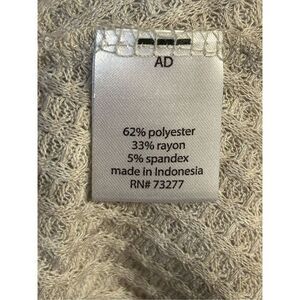 AD
62% polyester
33% rayon
5% spandex
made in Indonesia
RN# 73277